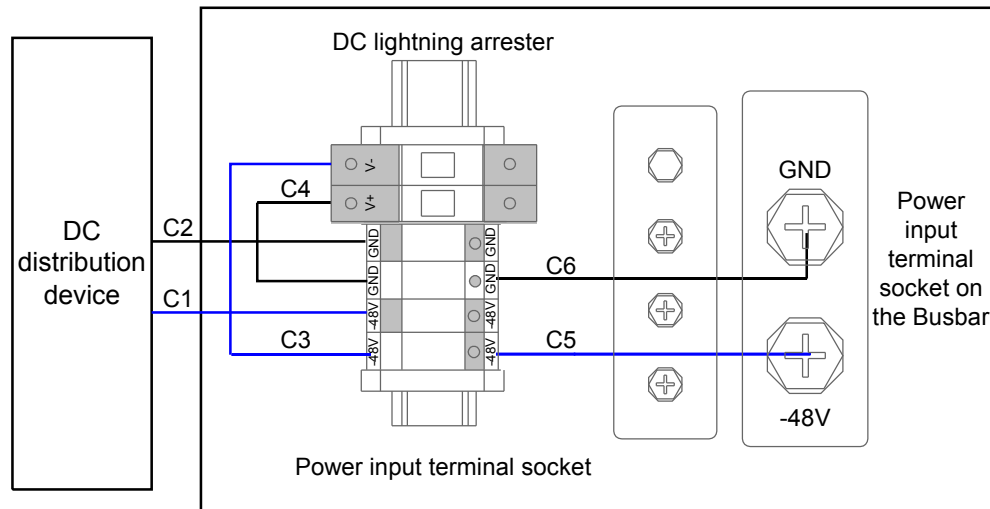 DC lightning arrester
DC
distribution
device
C4
C2
C1
C3
V-
V+
GND
GND
-48V
-48V
GND
GND
-48V
-48V
C6
C5
GND
-48V
Power
input
terminal
socket on
the Busbar
Power input terminal socket